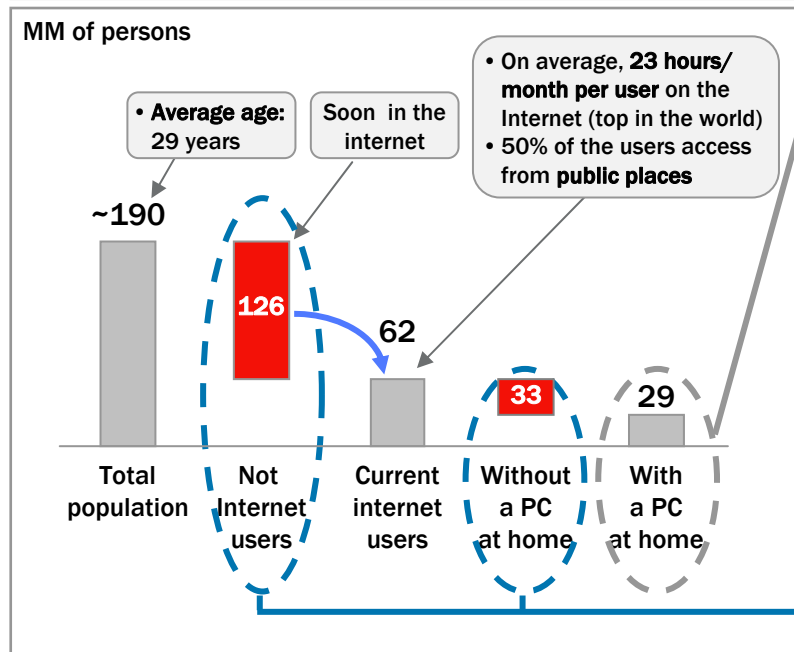 MM of persons
• Average age:
29 years
Soon in the
internet
• On average, 23 hours/
month per user on the
Internet (top in the world)
• 50% of the users access
from public places
~190
126
62
33
29
Total
population
Not
Internet
users
Current
internet
users
Without
a PC
at home
With
a PC
at home